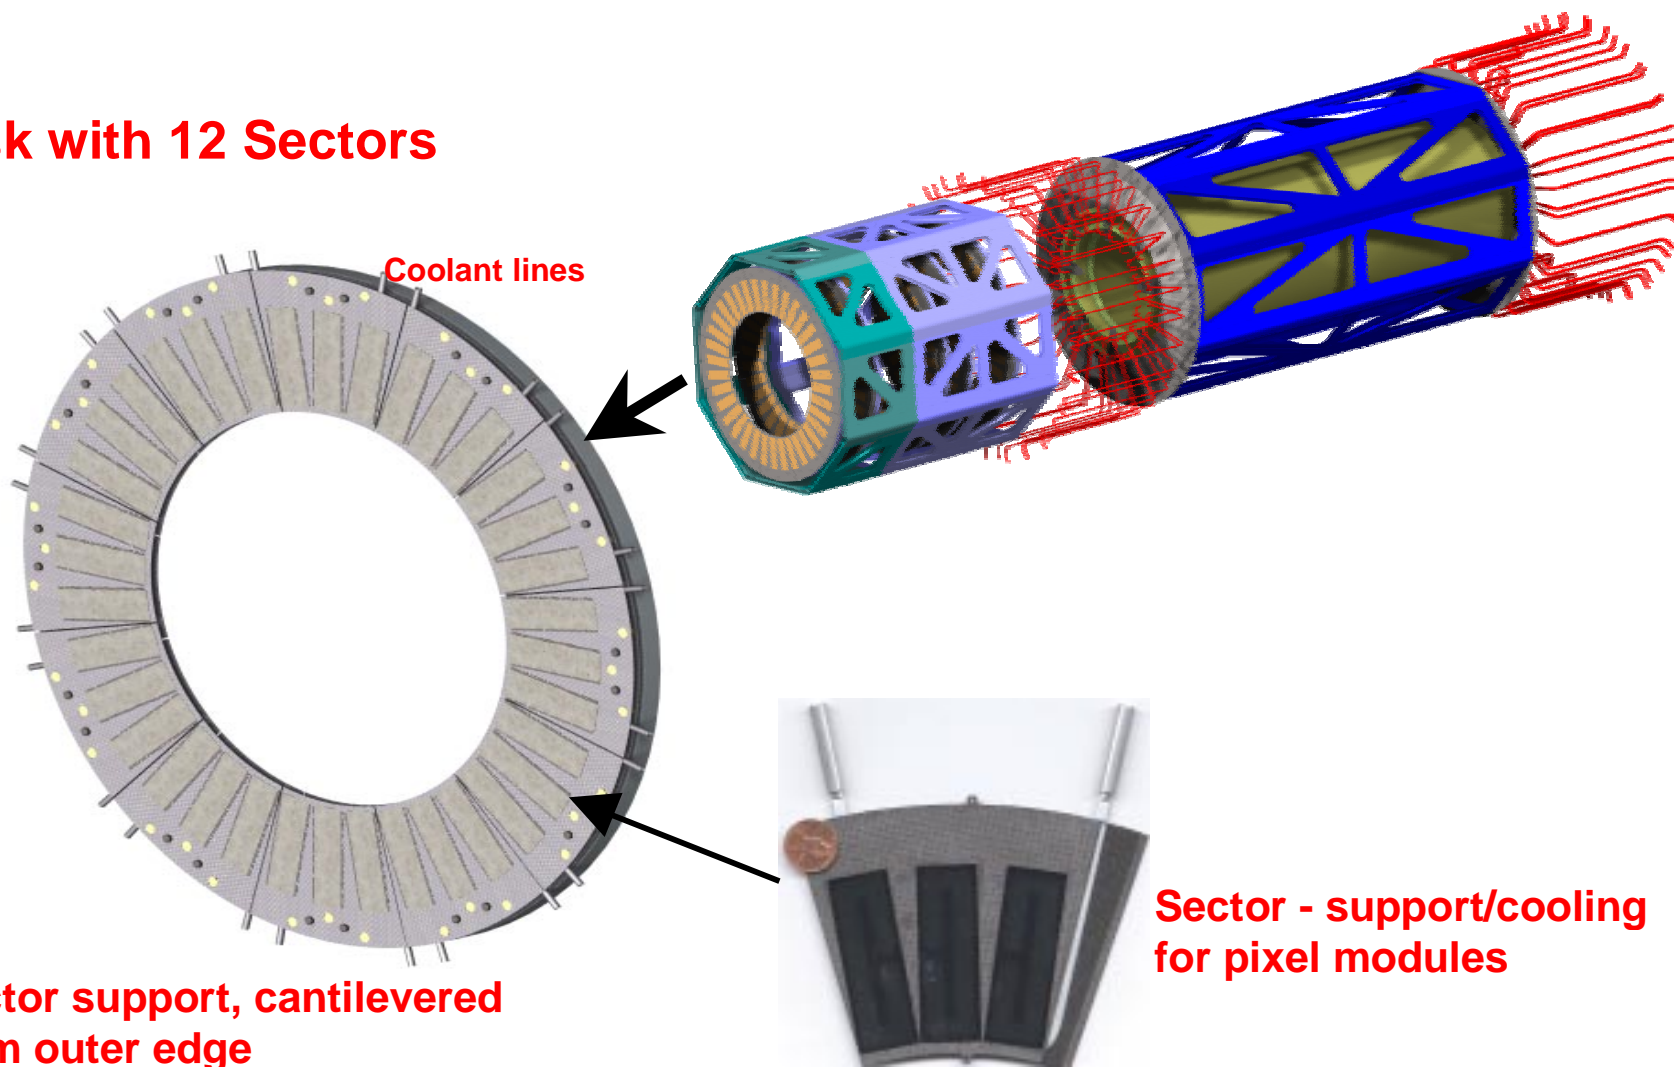 k with 12 Sectors
Coolant lines
Sector - support/cooling
for pixel modules
tor support, cantilevered
m outer edge